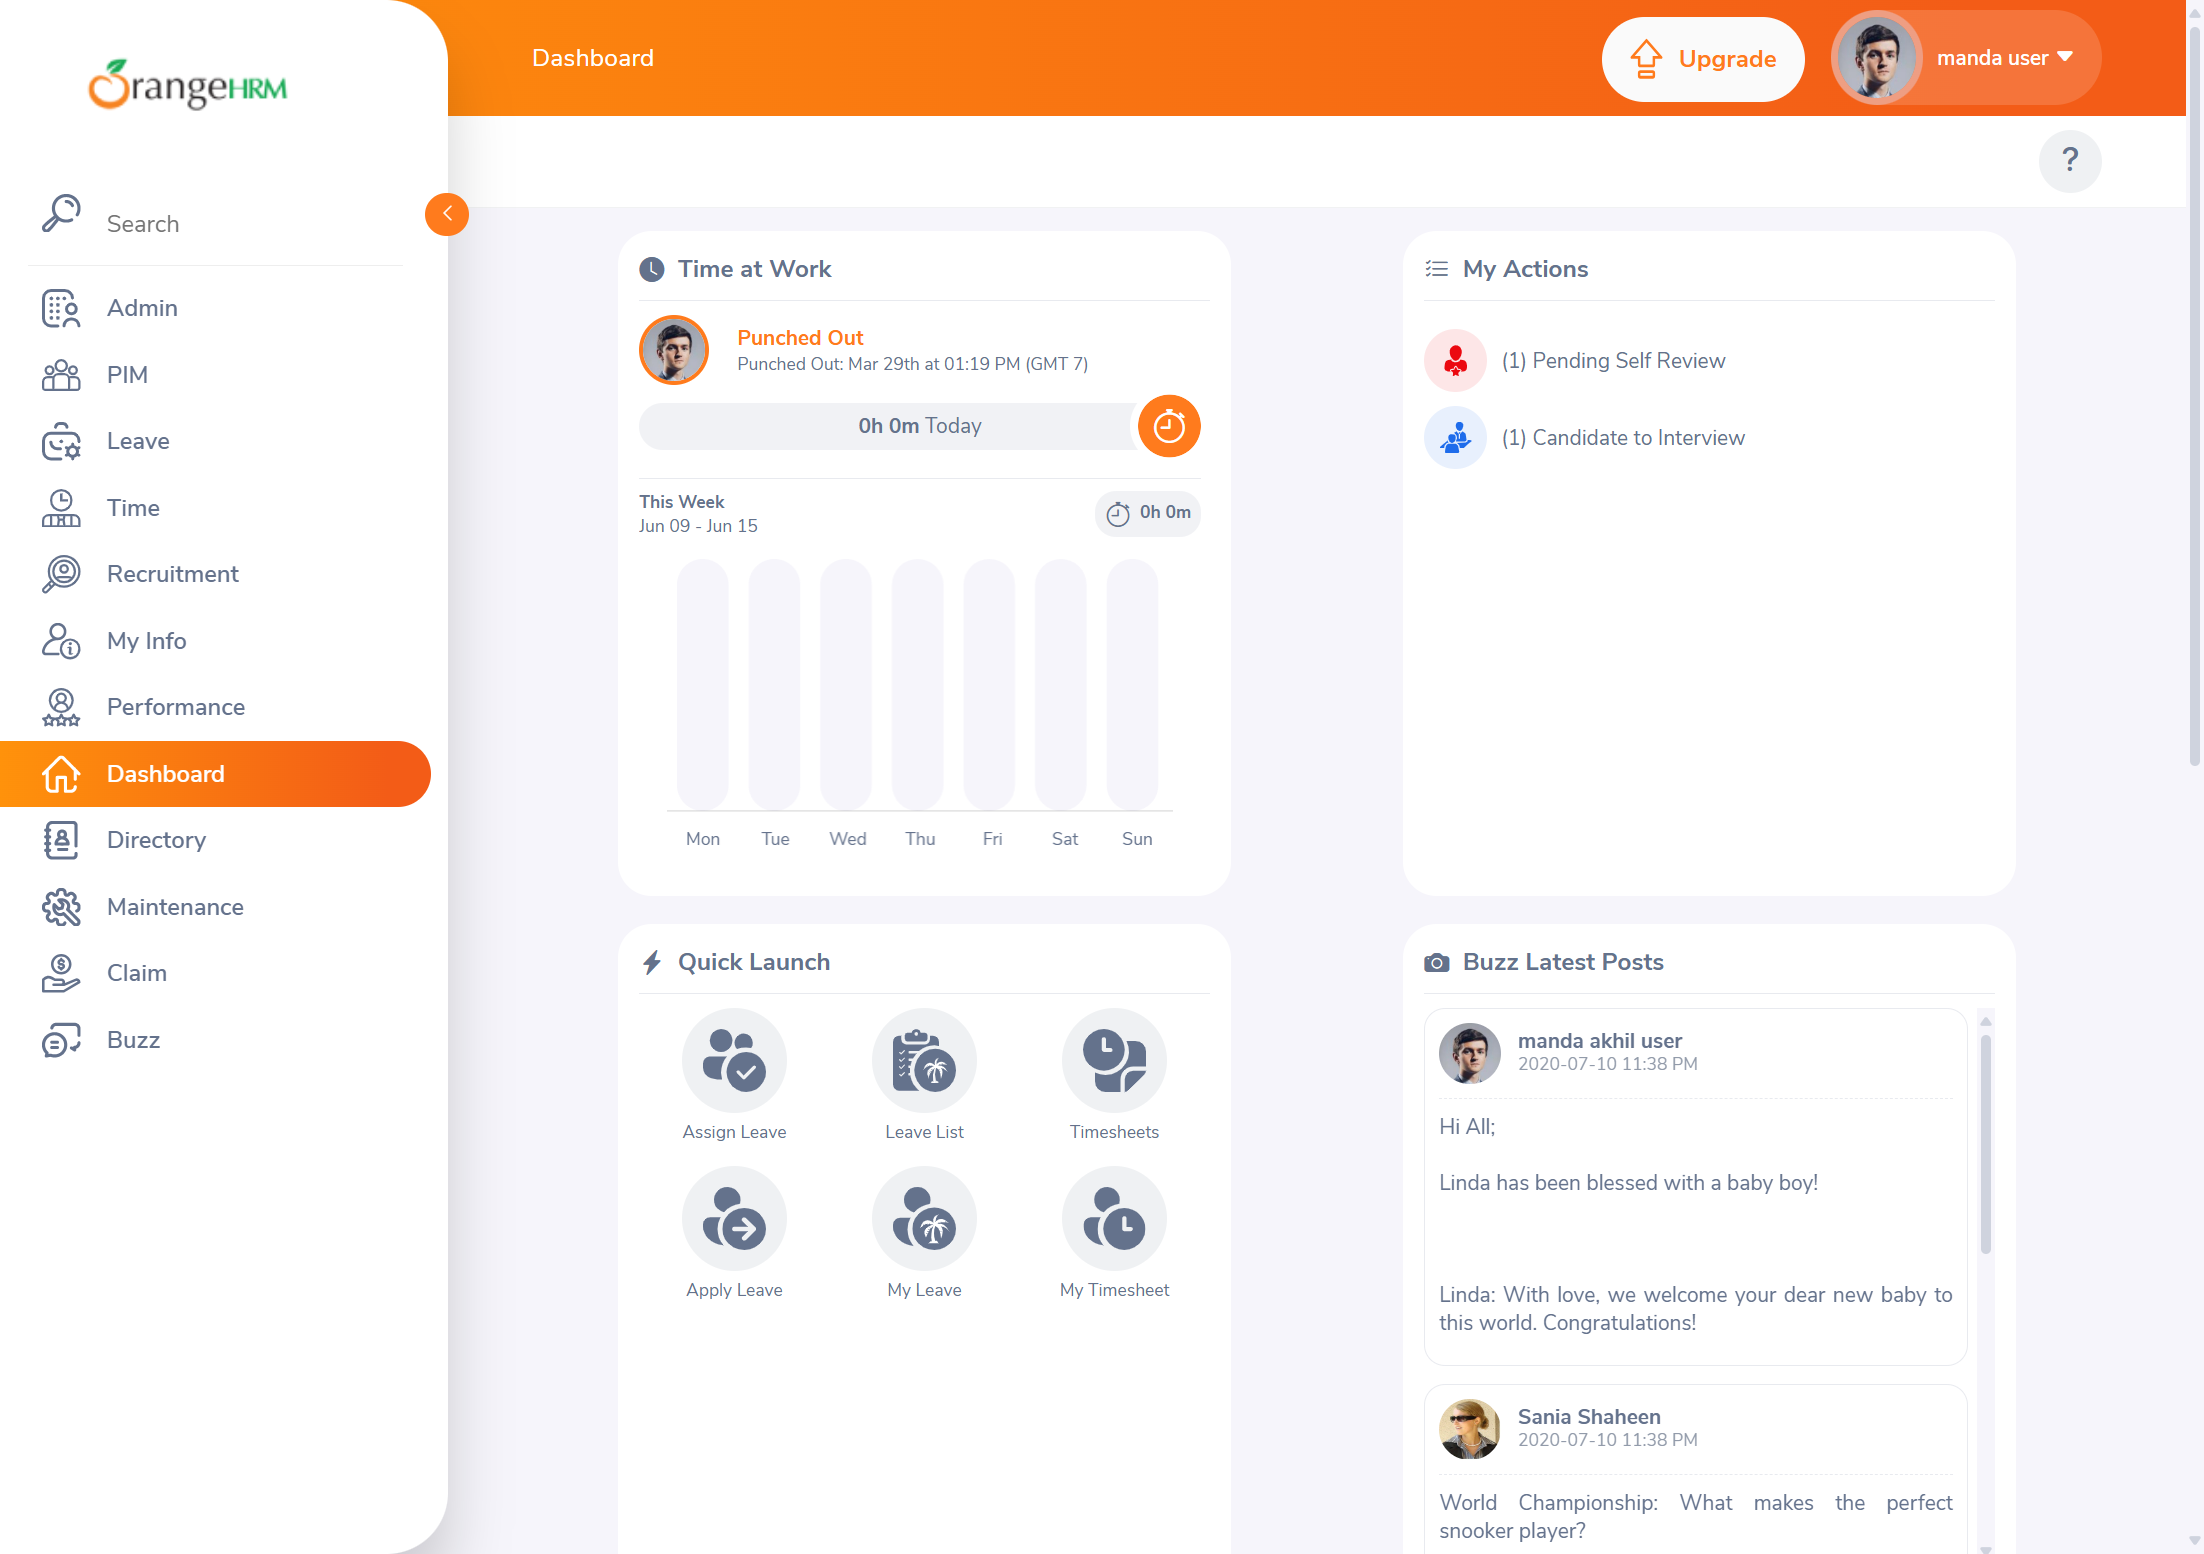 OrangeHRM
Search
Admin
PIM
Leave
Time
Recruitment
My Info
Performance
Dashboard
Directory
Maintenance
Claim
Buzz
Dashboard
Upgrade
manda user
?
Time at Work
Punched Out
Punched Out: Mar 29th at 01:19 PM (GMT 7)
0h 0m Today
This Week
Jun 09 - Jun 15
0h 0m
Mon Tue Wed Thu Fri Sat Sun
My Actions
(1) Pending Self Review
(1) Candidate to Interview
Quick Launch
Assign Leave
Leave List
Timesheets
Apply Leave
My Leave
My Timesheet
Buzz Latest Posts
manda akhil user
2020-07-10 11:38 PM
Hi All;
Linda has been blessed with a baby boy!
Linda: With love, we welcome your dear new baby to
this world. Congratulations!
Sania Shaheen
2020-07-10 11:38 PM
World Championship: What makes the perfect
snooker player?